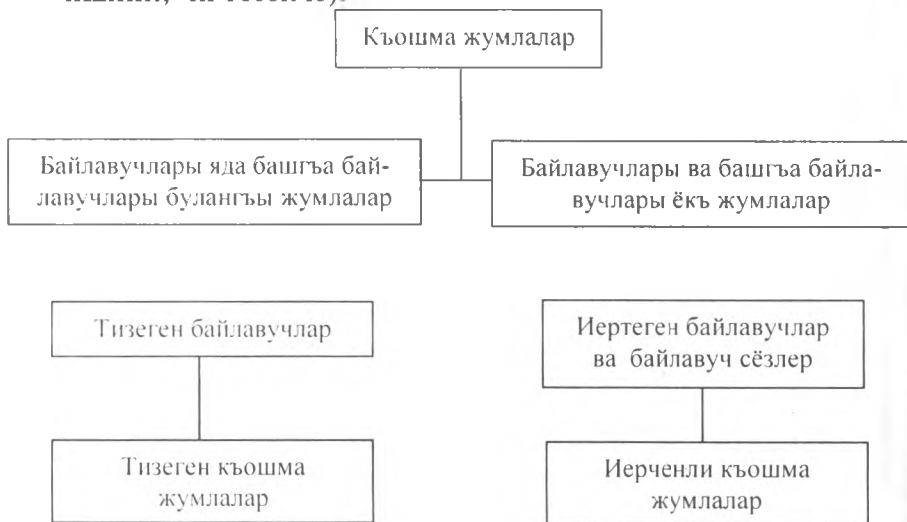 Къошма жумлалар
Байлавучлары яда башгъа бай-
лавучлары булангъы жумлалар
Байлавучлары ва башгъа байла-
вучлары ёкъ жумлалар
Тизеген байлавучлар
Иертеген байлавучлар
ва байлавуч сёзлер
Тизеген къошма
жумлалар
Иерченли къошма
жумлалар